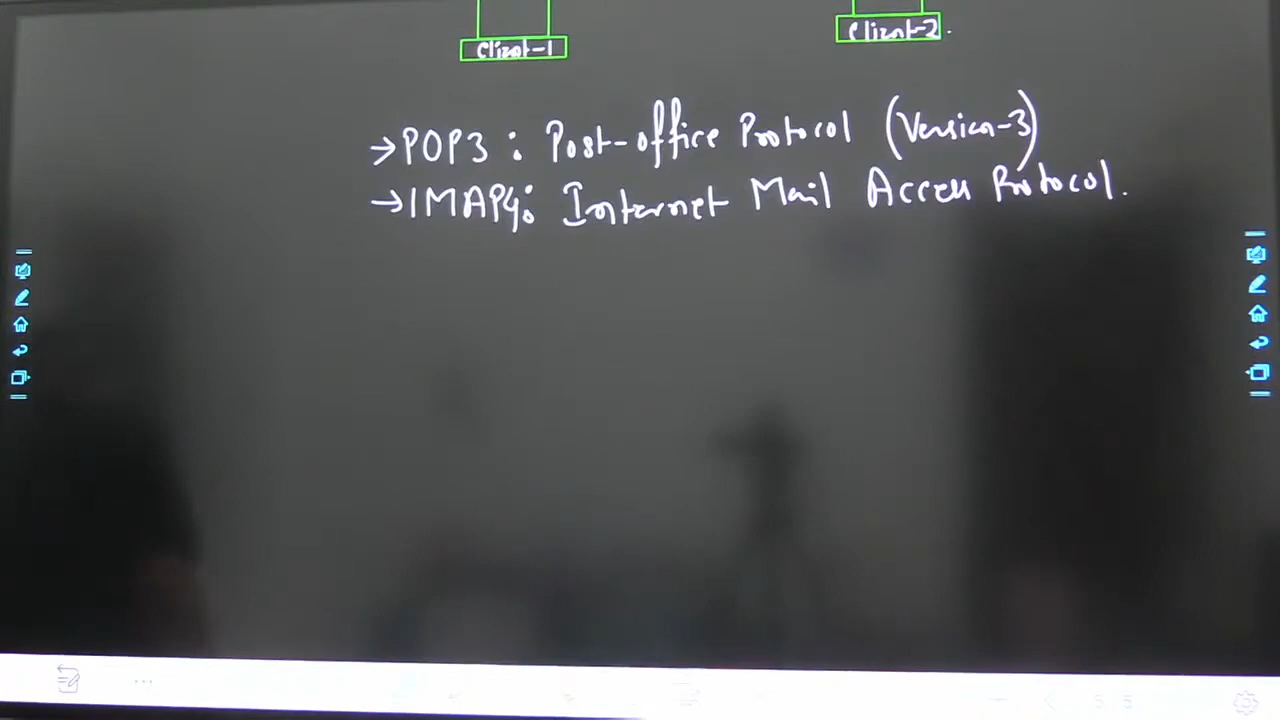 Client-1
Client-2.
→POP3 : Post-office Protocol (Version-3)
→IMAP4: Internet Mail Access Protocol.